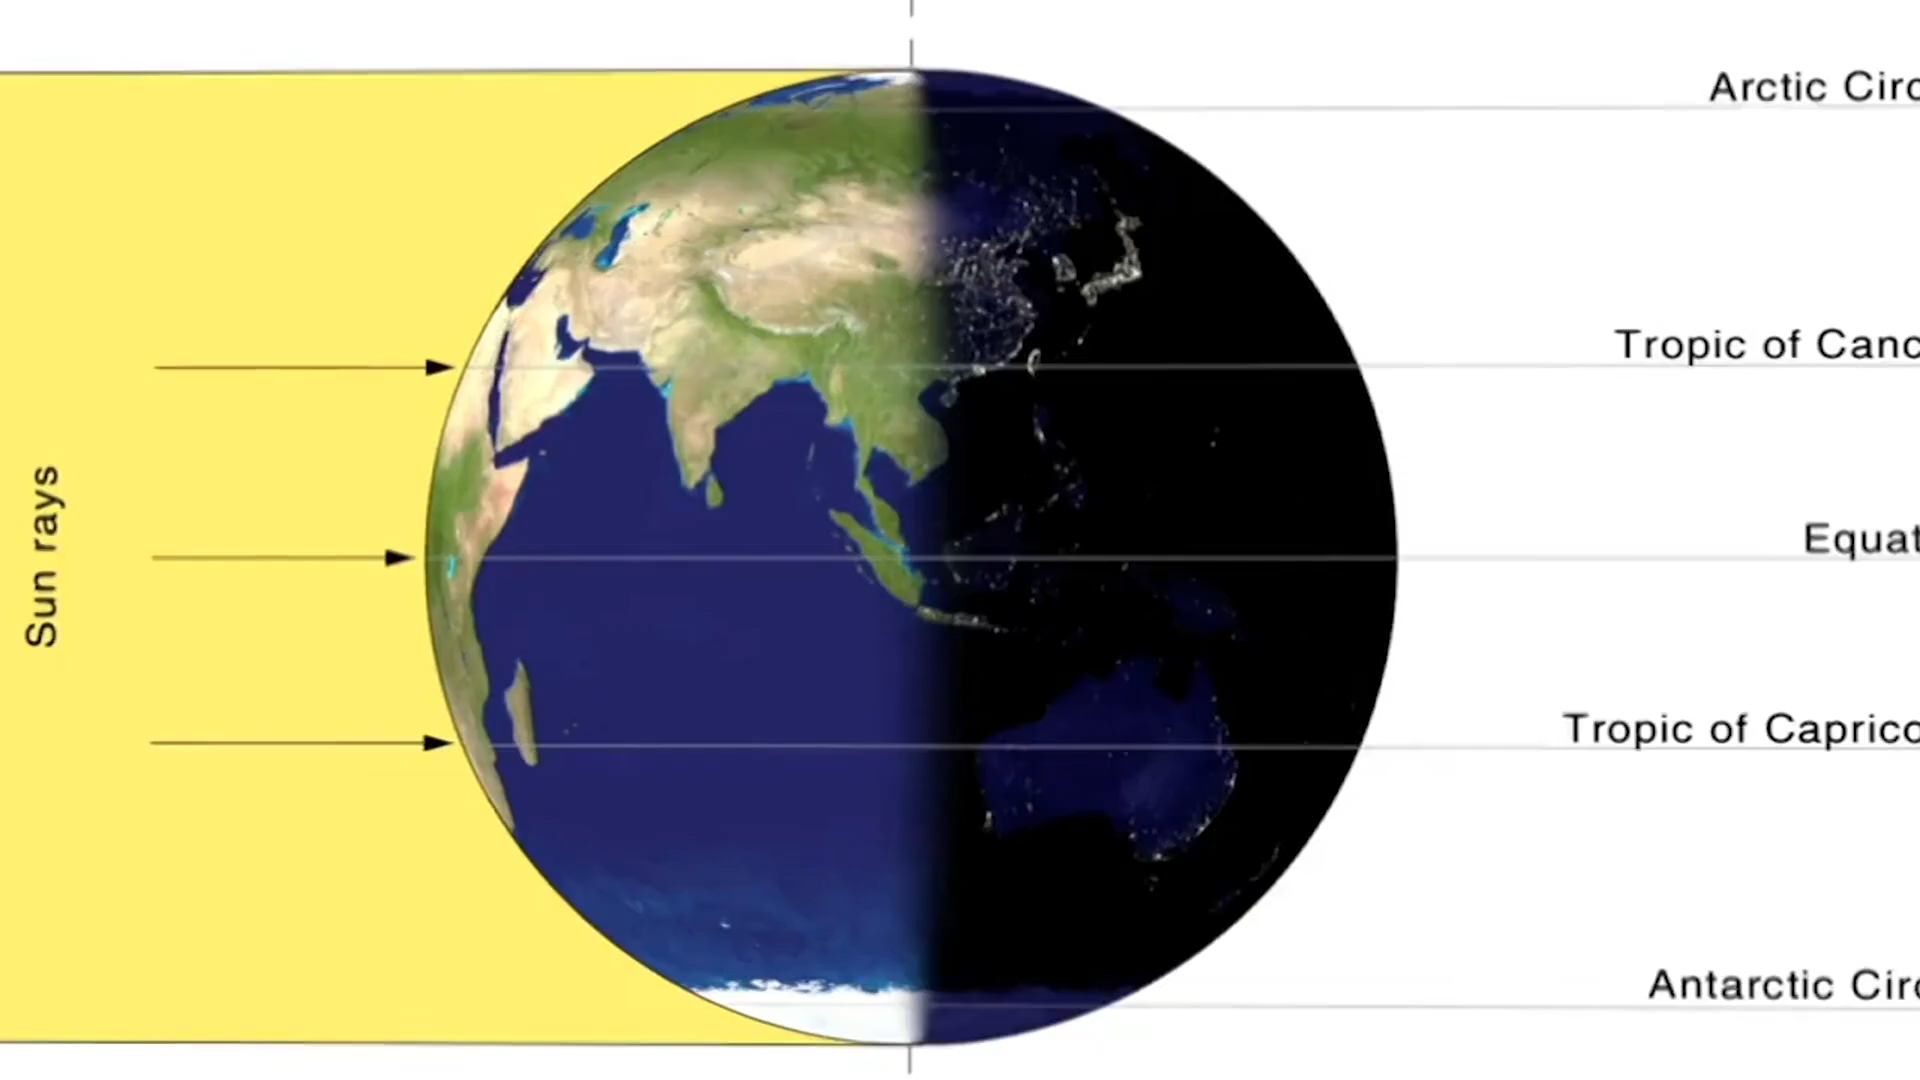 Arctic Circ
Tropic of Canc
Sun rays
Equat
Tropic of Caprico
Antarctic Circ